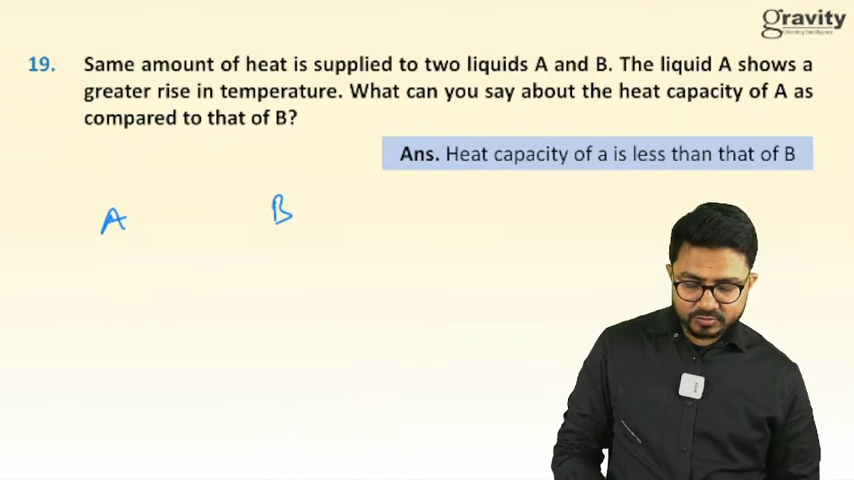 gravity
19. Same amount of heat is supplied to two liquids A and B. The liquid A shows a
greater rise in temperature. What can you say about the heat capacity of A as
compared to that of B?
Ans. Heat capacity of a is less than that of B
A B